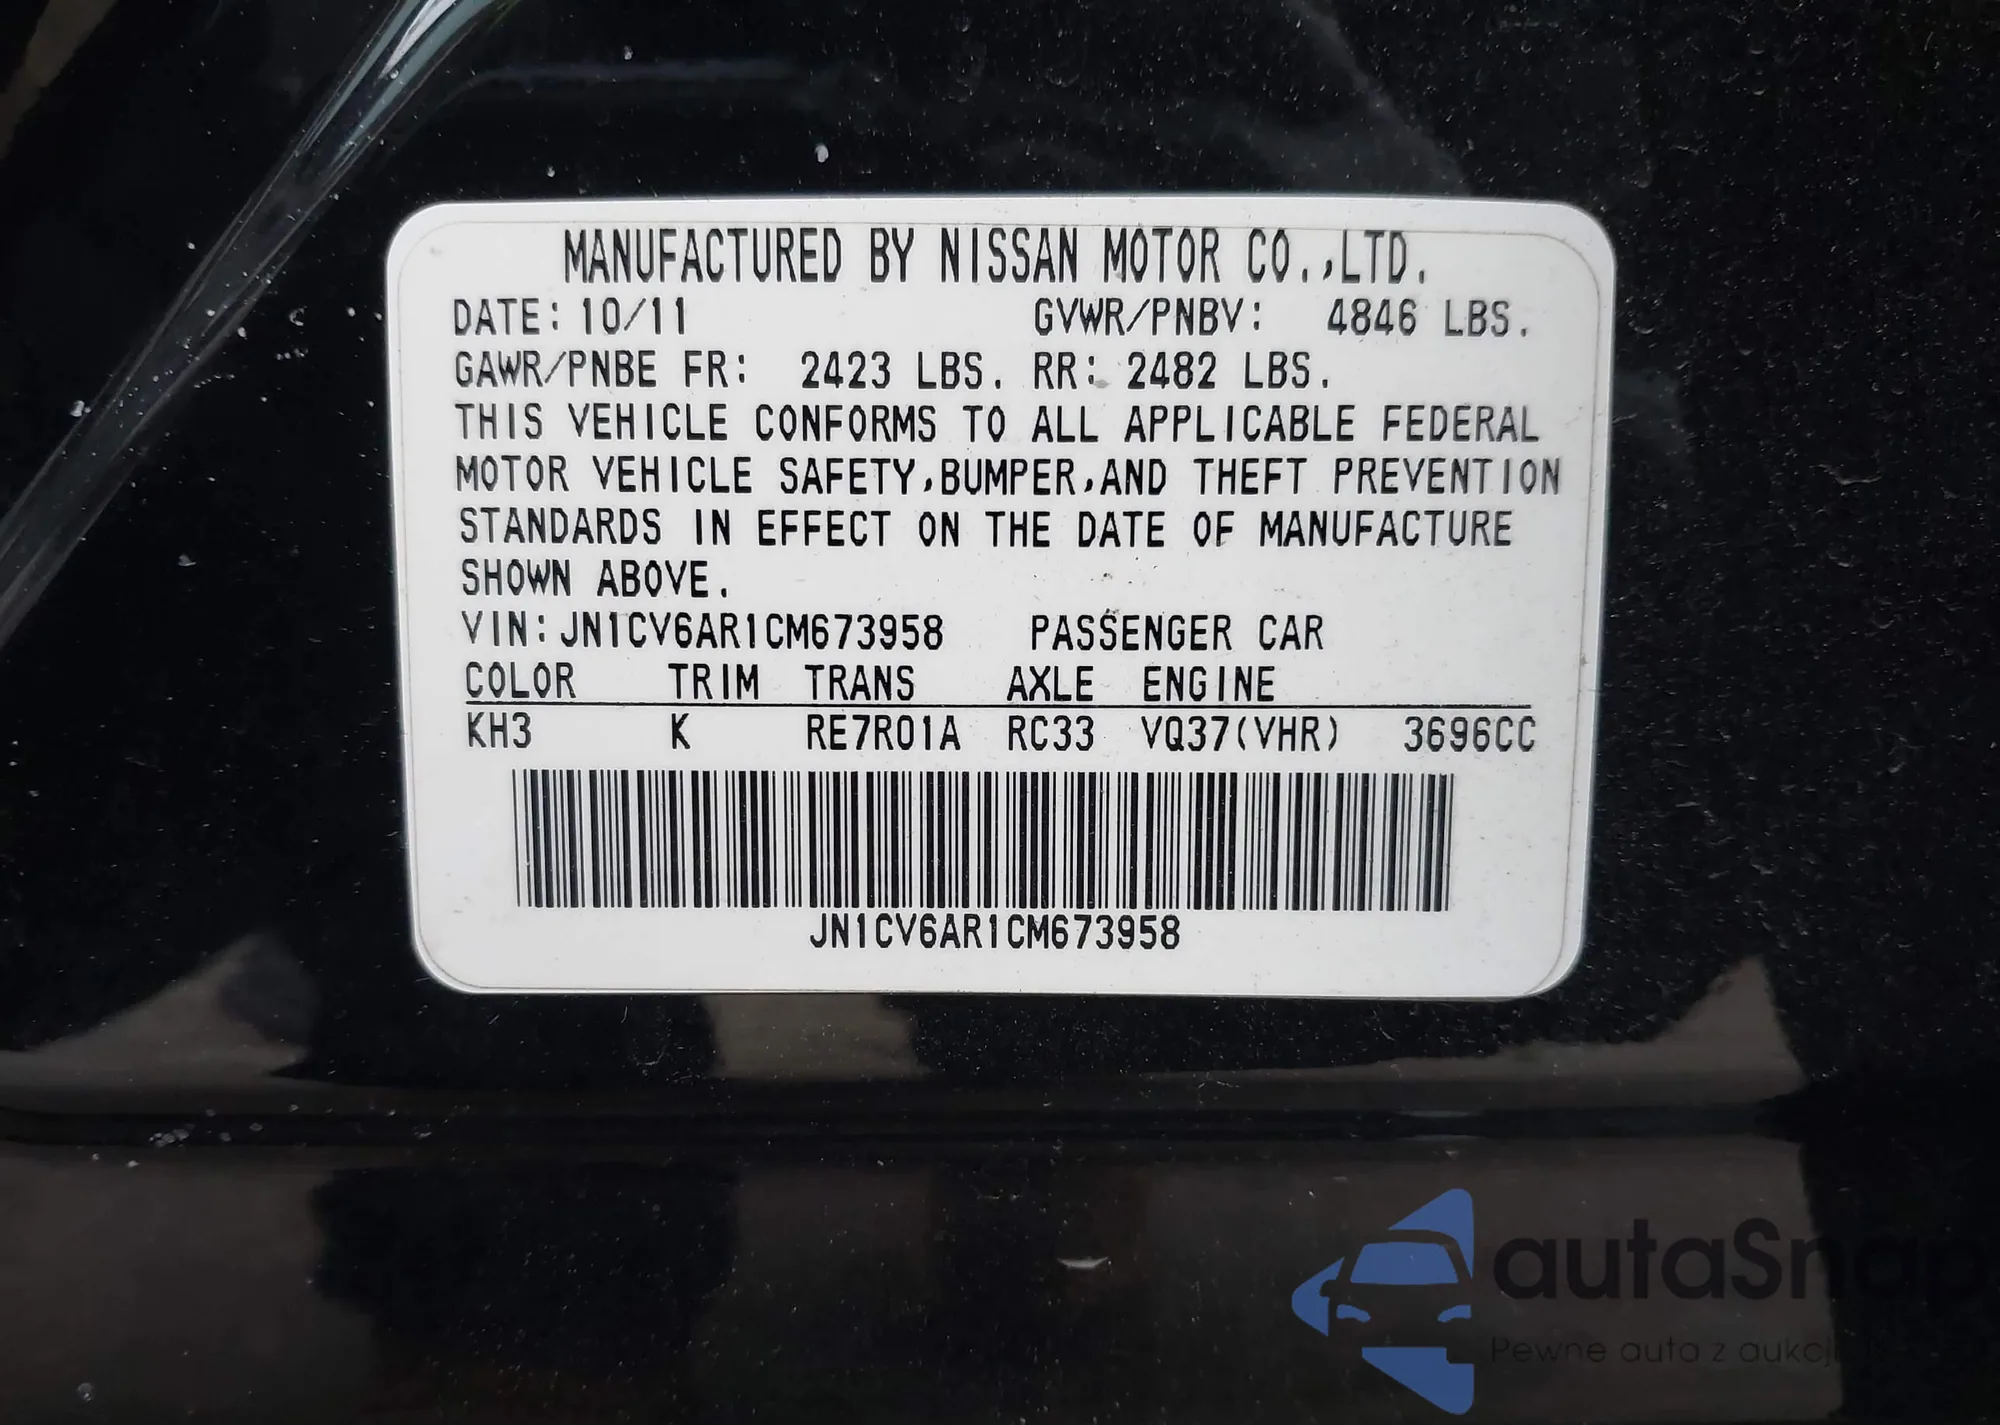 MANUFACTURED BY NISSAN MOTOR CO.,LTD.
DATE: 10/11 GVWR/PNBV: 4846 LBS.
GAWR/PNBE FR: 2423 LBS. RR: 2482 LBS.
THIS VEHICLE CONFORMS TO ALL APPLICABLE FEDERAL
MOTOR VEHICLE SAFETY,BUMPER,AND THEFT PREVENTION
STANDARDS IN EFFECT ON THE DATE OF MANUFACTURE
SHOWN ABOVE.
VIN: JN1CV6AR1CM673958 PASSENGER CAR
COLOR TRIM TRANS AXLE ENGINE
KH3 K RE7R01A RC33 VQ37(VHR) 3696CC
JN1CV6AR1CM673958
autaSnap
Pewne auto z